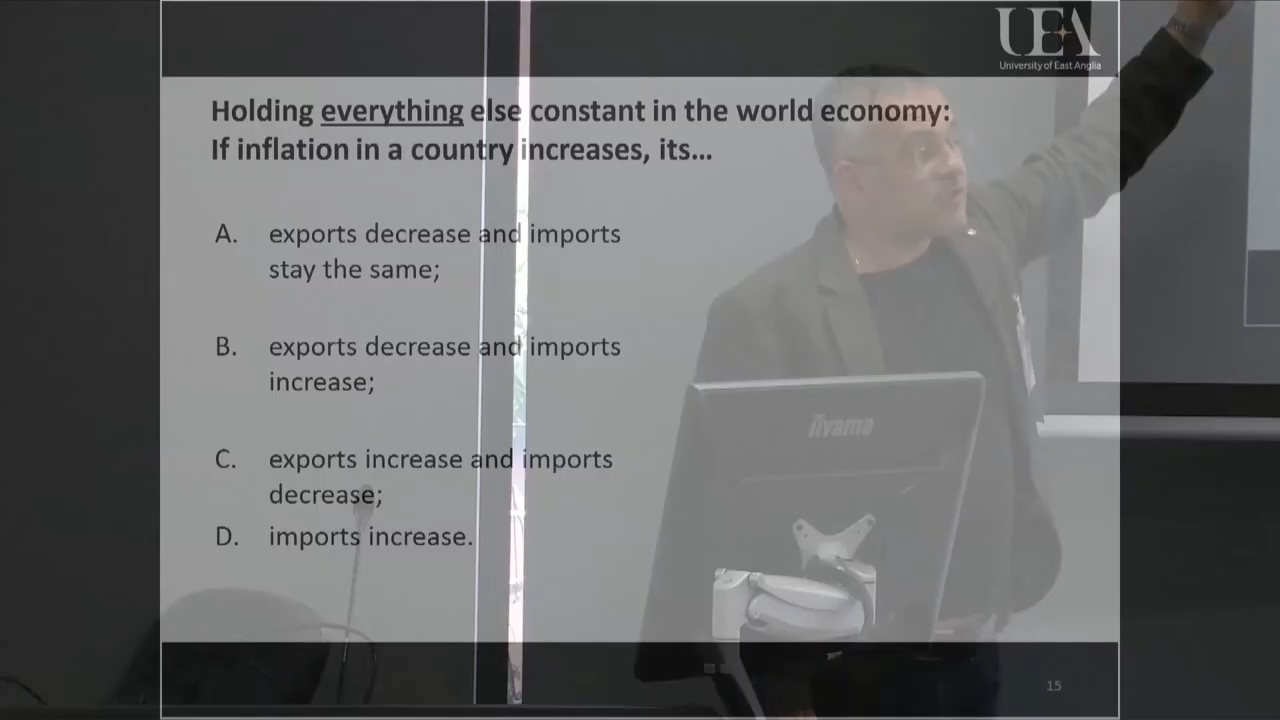 UEA
University of East Anglia
Holding everything else constant in the world economy:
If inflation in a country increases, its…
A. exports decrease and imports
stay the same;
B. exports decrease and imports
increase;
C. exports increase and imports
decrease;
D. imports increase.
iiyama
15